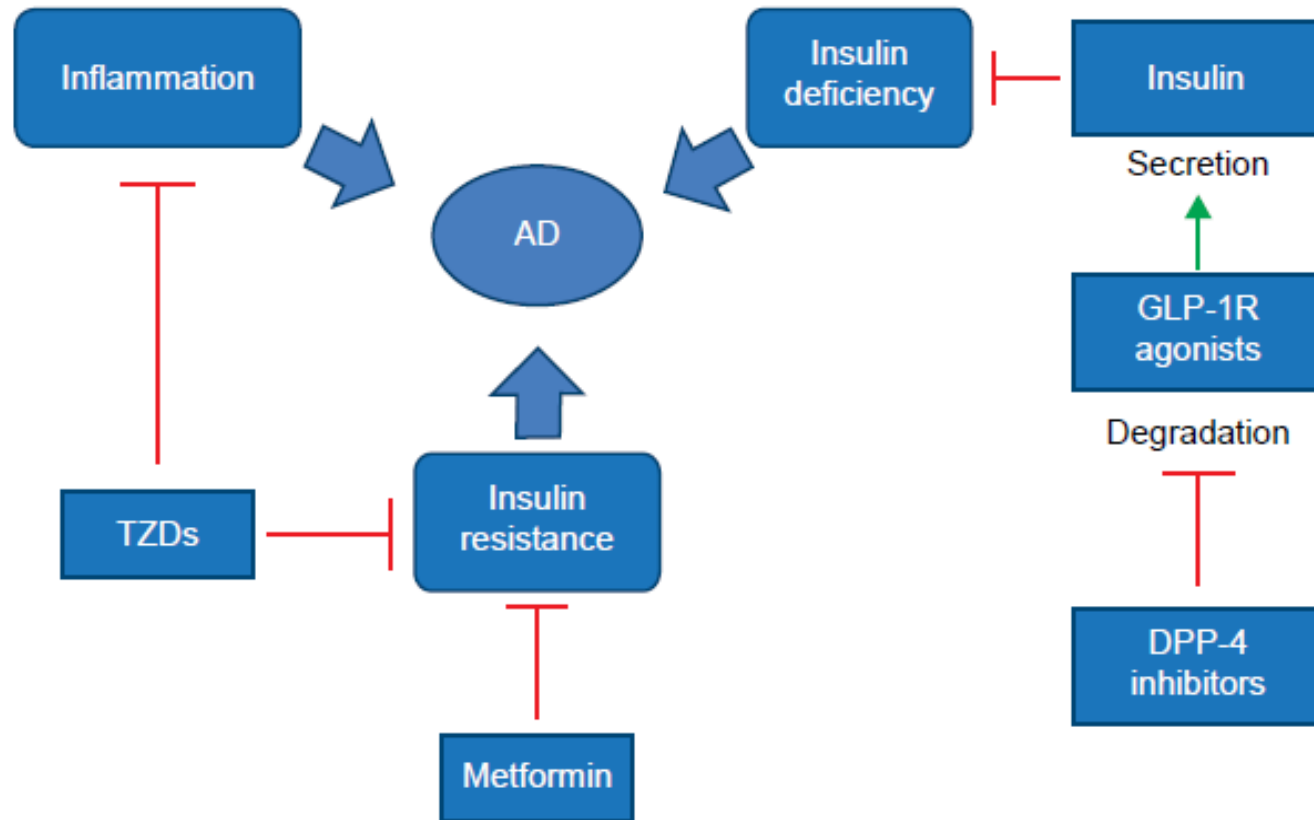 Inflammation
Insulin
deficiency
Insulin
Secretion
AD
GLP-1R
agonists
Degradation
TZDs
Insulin
resistance
DPP-4
inhibitors
Metformin